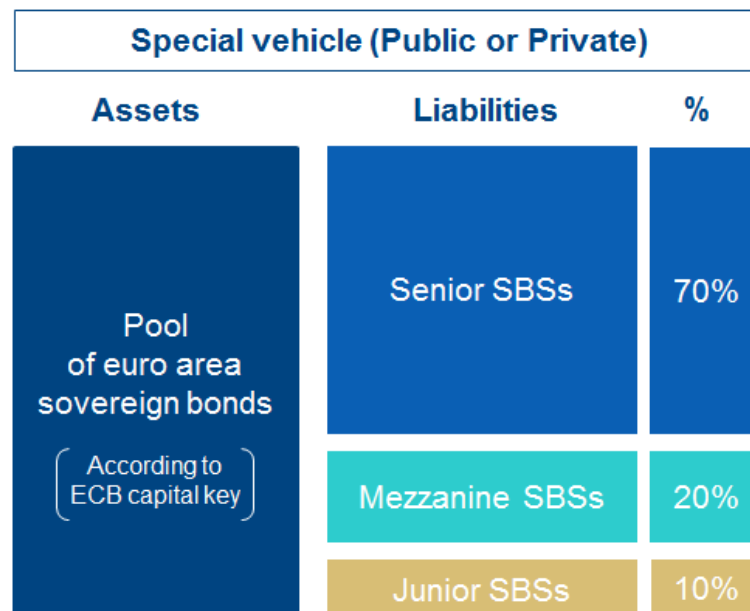 Special vehicle (Public or Private)
Assets Liabilities %
Pool
of euro area
sovereign bonds
According to
ECB capital key
Senior SBSs 70%
Mezzanine SBSs 20%
Junior SBSs 10%